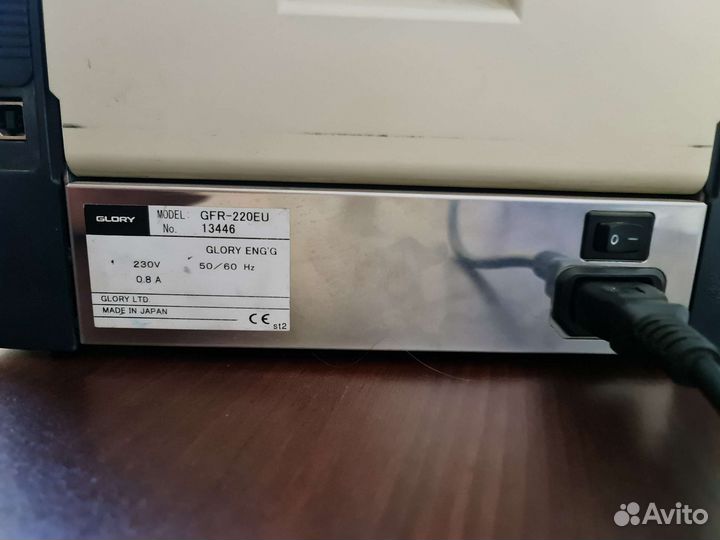 GLORY MODEL: GFR-220EU
No. 13446
GLORY ENG'G
230V 50/60 Hz
0.8 A
GLORY LTD.
MADE IN JAPAN
CE st2
O –
Avito